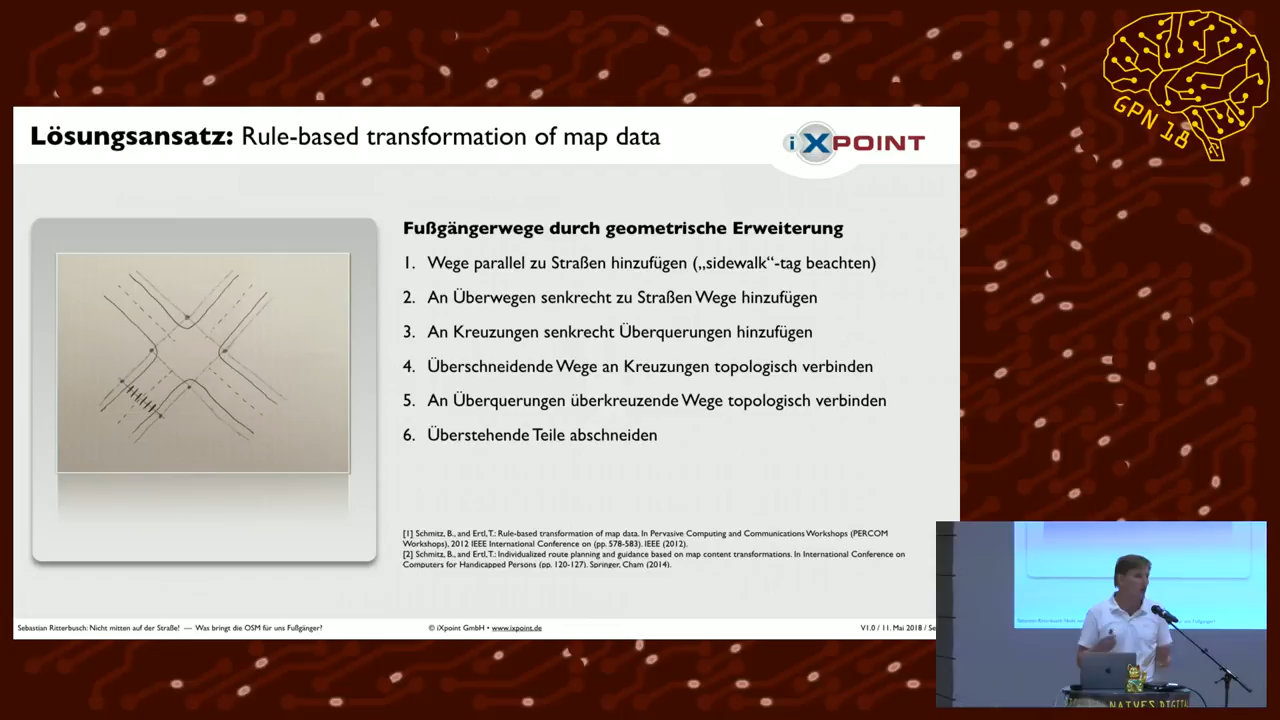 GPN 18
Lösungsansatz: Rule-based transformation of map data
iXPOINT
Fußgängerwege durch geometrische Erweiterung
1. Wege parallel zu Straßen hinzufügen („sidewalk“-tag beachten)
2. An Überwegen senkrecht zu Straßen Wege hinzufügen
3. An Kreuzungen senkrecht Überquerungen hinzufügen
4. Überschneidende Wege an Kreuzungen topologisch verbinden
5. An Überquerungen überkreuzende Wege topologisch verbinden
6. Überstehende Teile abschneiden
[1] Schmitz, B., and Ertl, T.: Rule-based transformation of map data. In Pervasive Computing and Communications Workshops (PERCOM
Workshops), 2012 IEEE International Conference on (pp. 578-583). IEEE (2012).
[2] Schmitz, B., and Ertl, T.: Individualized route planning and guidance based on map content transformations. In International Conference on
Computers for Handicapped Persons (pp. 120-127). Springer, Cham (2014).
Sebastian Ritterbusch: Nicht mitten auf der Straße! — Was bringt die OSM für uns Fußgänger?
© iXpoint GmbH • www.ixpoint.de
V1.0 / 11. Mai 2018 / Se
NATIVES DIGITAL